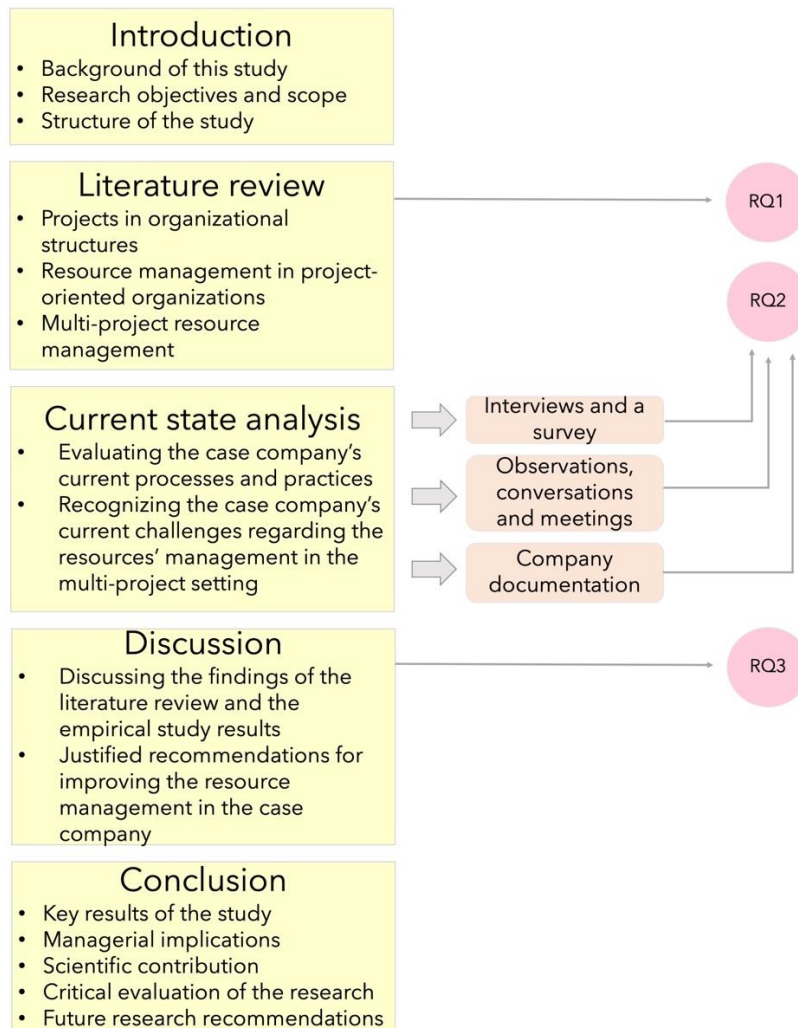 Introduction
• Background of this study
• Research objectives and scope
• Structure of the study
Literature review
• Projects in organizational
structures
• Resource management in project-
oriented organizations
• Multi-project resource
management
RQ1
RQ2
Current state analysis
• Evaluating the case company’s
current processes and practices
• Recognizing the case company’s
current challenges regarding the
resources’ management in the
multi-project setting
Interviews and a
survey
Observations,
conversations
and meetings
Company
documentation
Discussion
• Discussing the findings of the
literature review and the
empirical study results
• Justified recommendations for
improving the resource
management in the case
company
RQ3
Conclusion
• Key results of the study
• Managerial implications
• Scientific contribution
• Critical evaluation of the research
• Future research recommendations